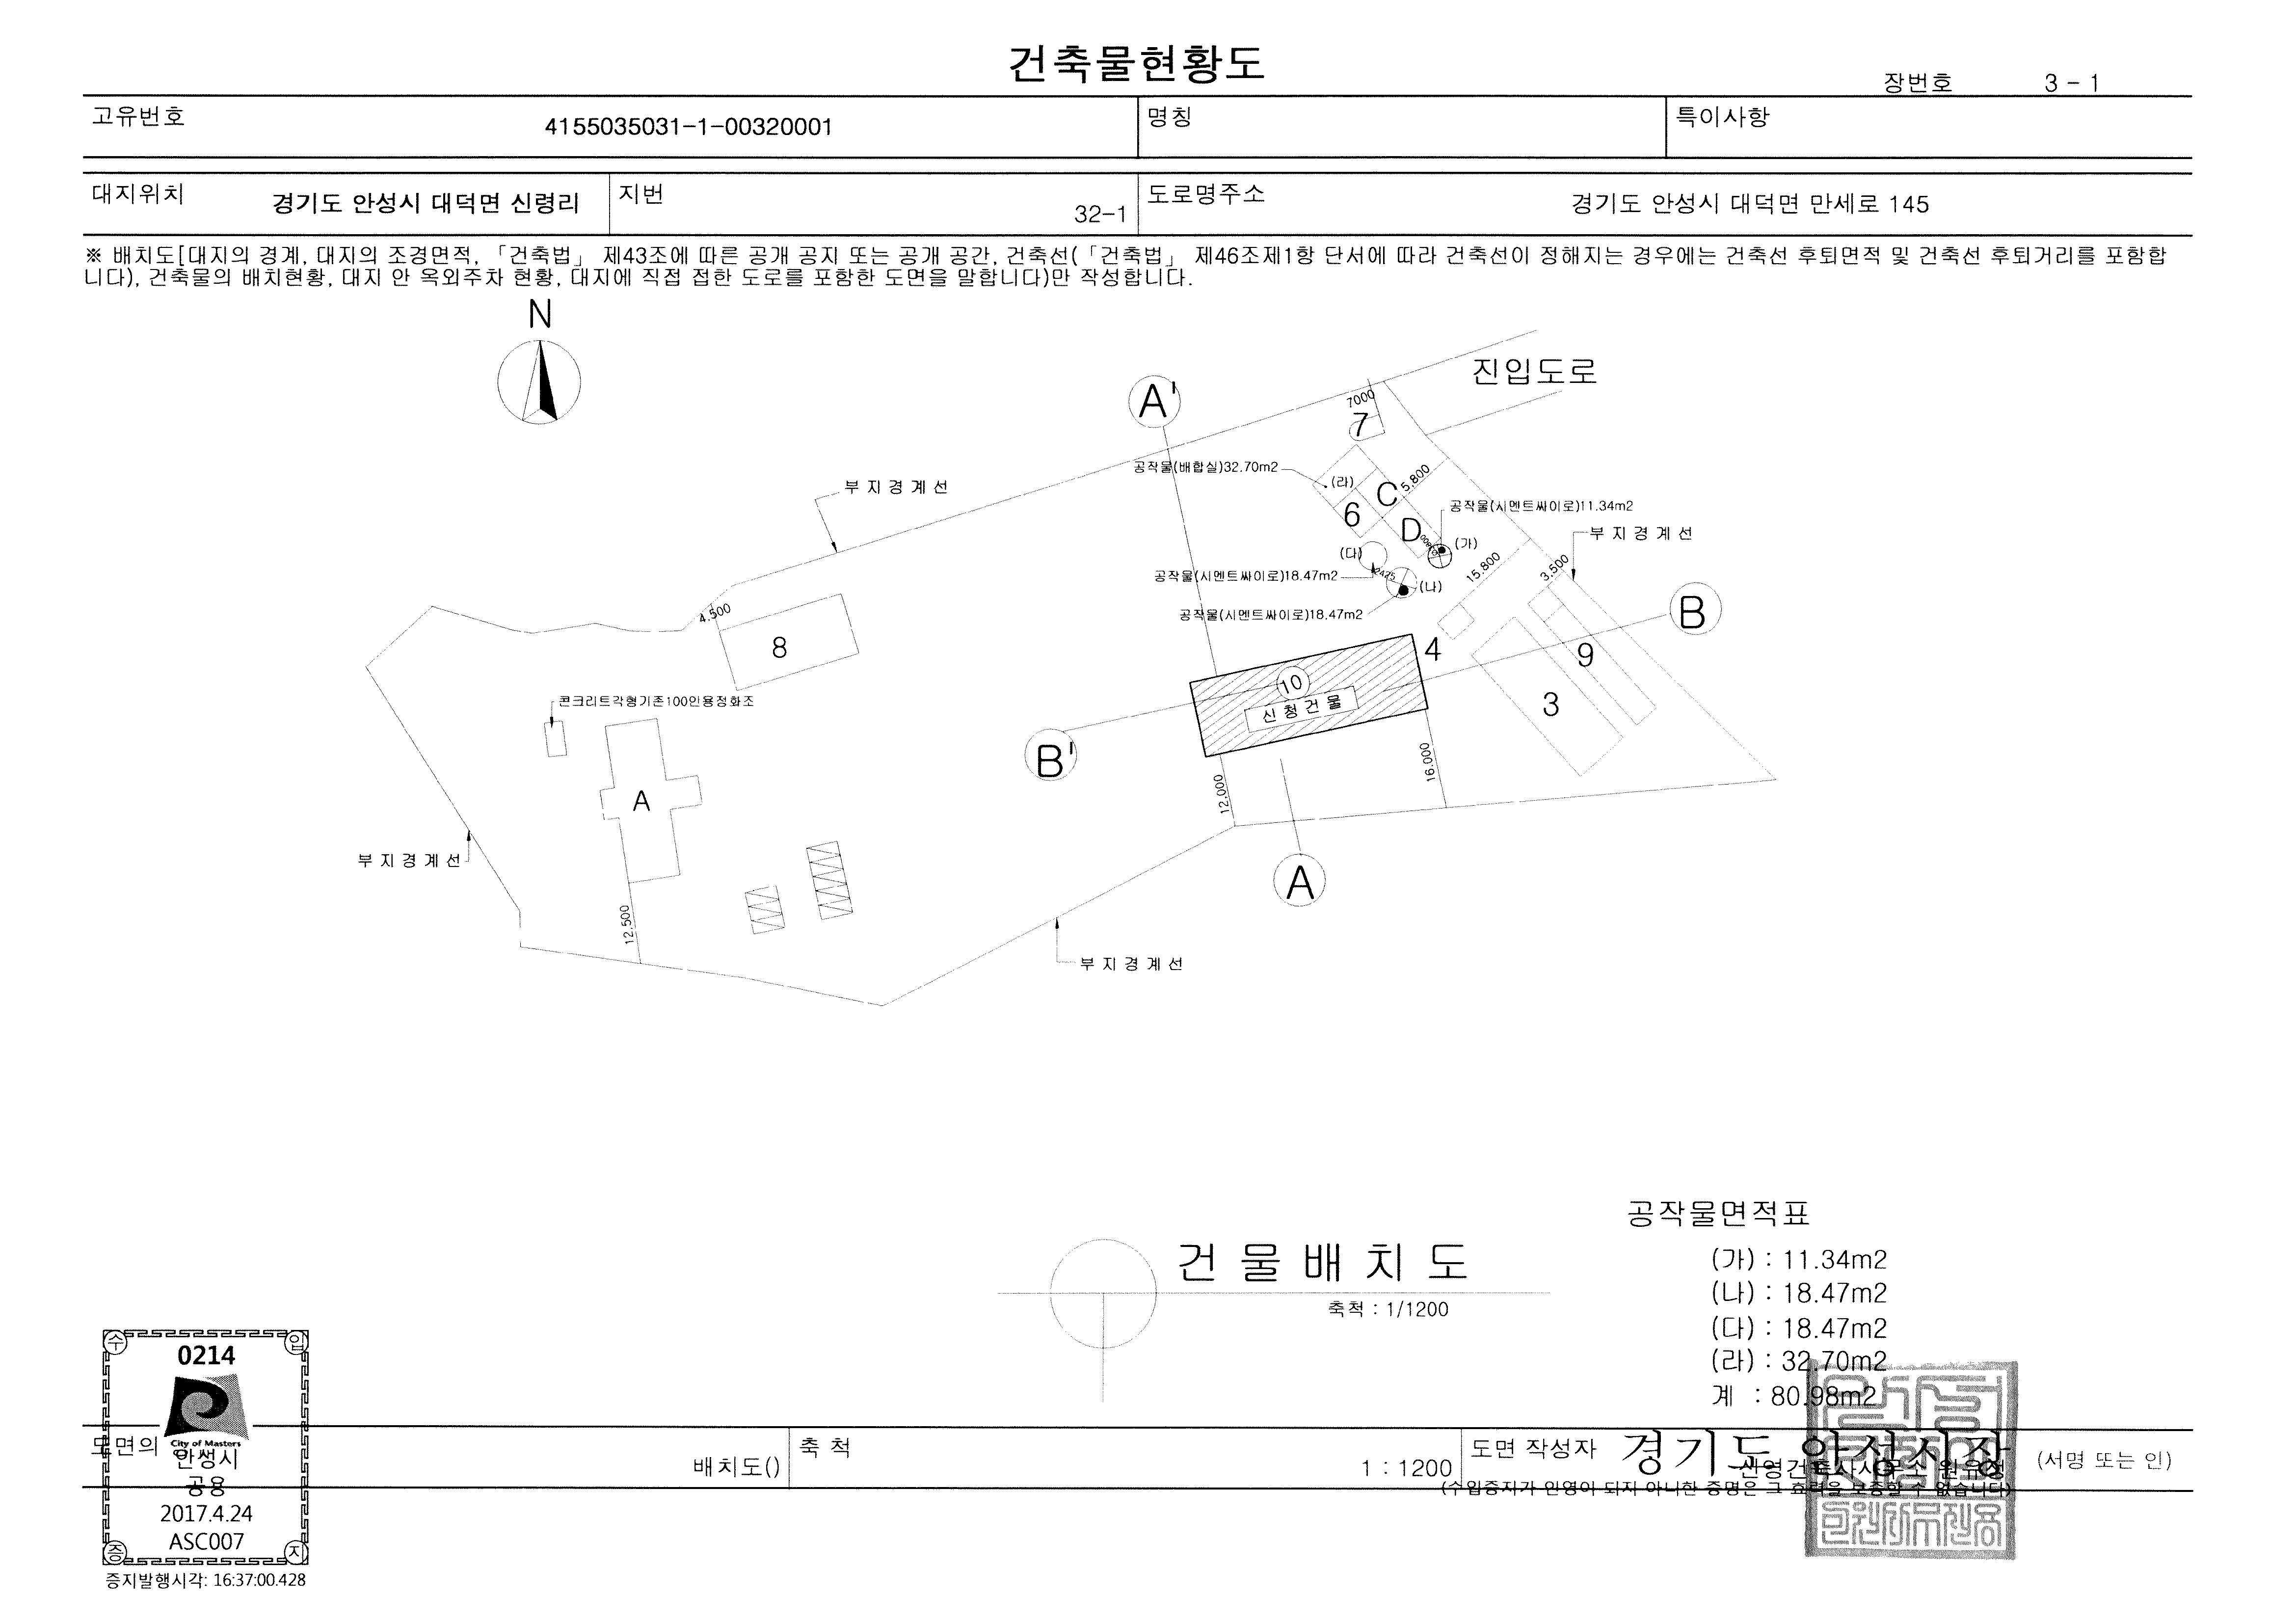 건축물현황도
장번호 3 - 1
고유번호 4155035031-1-00320001 명칭 특이사항
대지위치 경기도 안성시 대덕면 신령리 지번 32-1 도로명주소 경기도 안성시 대덕면 만세로 145
※ 배치도[대지의 경계, 대지의 조경면적, 「건축법」 제43조에 따른 공개 공지 또는 공개 공간, 건축선(「건축법」 제46조제1항 단서에 따라 건축선이 정해지는 경우에는 건축선 후퇴면적 및 건축선 후퇴거리를 포함합
니다), 건축물의 배치현황, 대지 안 옥외주차 현황, 대지에 직접 접한 도로를 포함한 도면을 말합니다)만 작성합니다.
N
진입도로
A'
7000
7
공작물(배합실)32.70m2
(라)
C
5.800
부지경계선
6
D
공작물(시멘트싸이로)11.34m2
(가)
부지경계선
(다)
공작물(시멘트싸이로)18.47m2
2425
(나)
15.800
3.500
공작물(시멘트싸이로)18.47m2
B
4.500
8
4
9
10
신청건물
3
콘크리트각형기존100인용정화조
B'
A
12.000
16.000
부지경계선
A
12.500
부지경계선
공작물면적표
건물배치도
축척 : 1/1200
(가) : 11.34m2
(나) : 18.47m2
(다) : 18.47m2
(라) : 32.70m2
계 : 80.98m2
수 입
0214
City of Masters
안성시
공용
2017.4.24
ASC007
증 지
증지발행시각: 16:37:00.428
도면의
배치도()
축 척 1 : 1200
도면 작성자 경기도 안성시장 (서명 또는 인)
신영건축사사무소
(수입증지가 인영이 되지 아니한 증명은 그 효력을 보증할 수 없습니다)